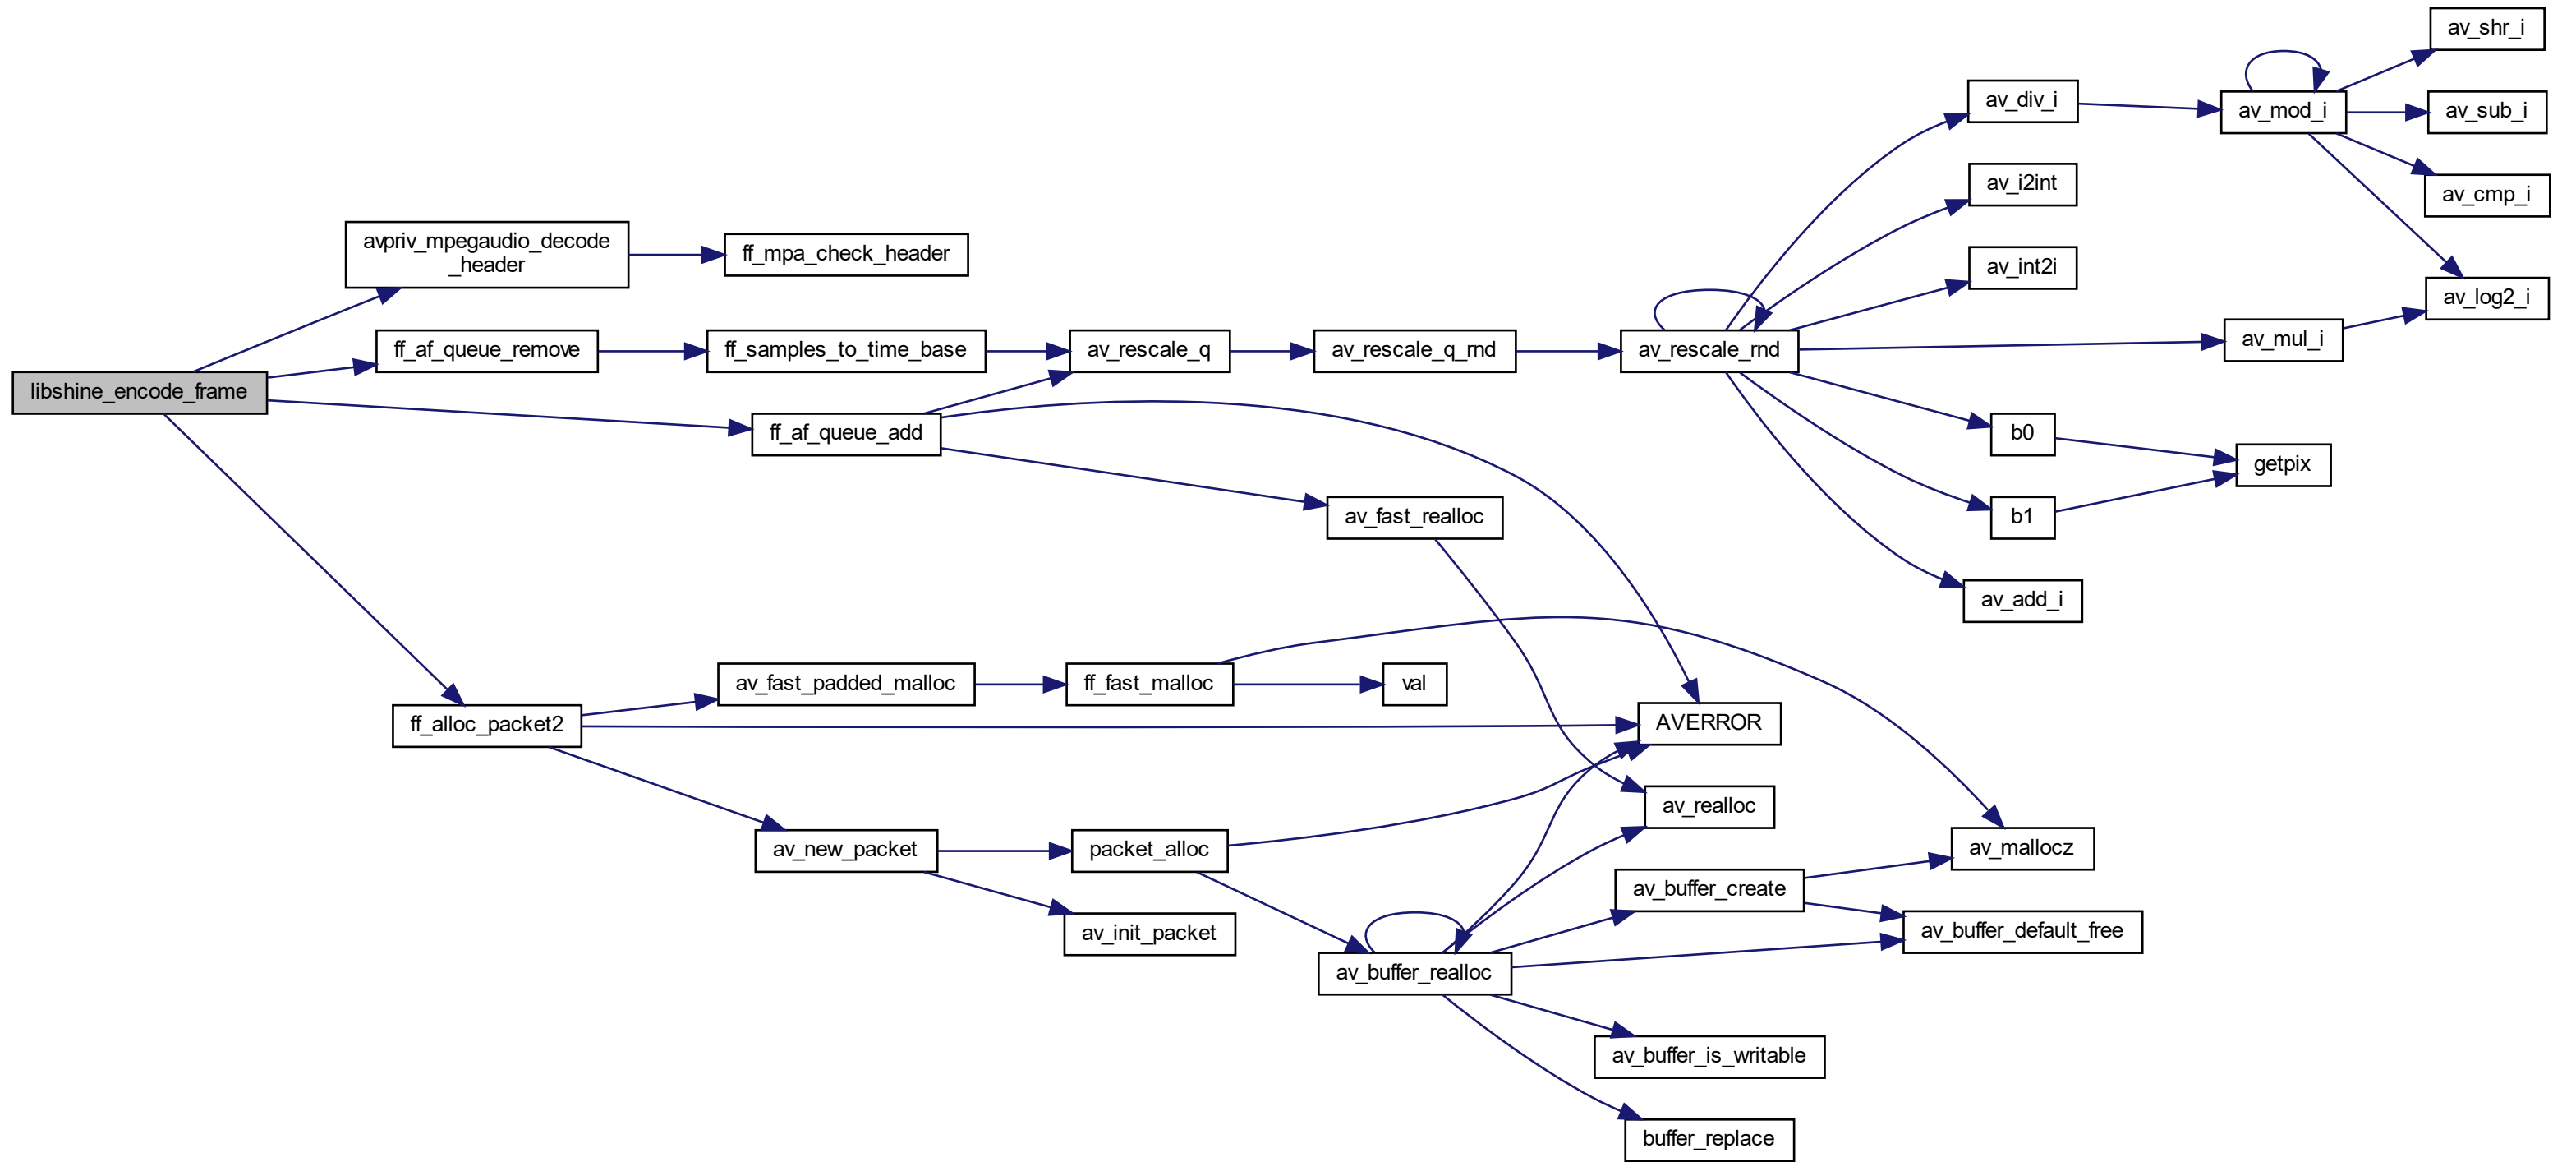 av_shr_i
av_div_i
av_mod_i
av_sub_i
av_i2int
av_cmp_i
avpriv_mpegaudio_decode
_header
ff_mpa_check_header
av_int2i
av_log2_i
ff_af_queue_remove
ff_samples_to_time_base
av_rescale_q
av_rescale_q_rnd
av_rescale_rnd
av_mul_i
libshine_encode_frame
ff_af_queue_add
b0
getpix
av_fast_realloc
b1
av_add_i
av_fast_padded_malloc
ff_fast_malloc
val
ff_alloc_packet2
AVERROR
av_realloc
av_new_packet
packet_alloc
av_mallocz
av_buffer_create
av_init_packet
av_buffer_default_free
av_buffer_realloc
av_buffer_is_writable
buffer_replace